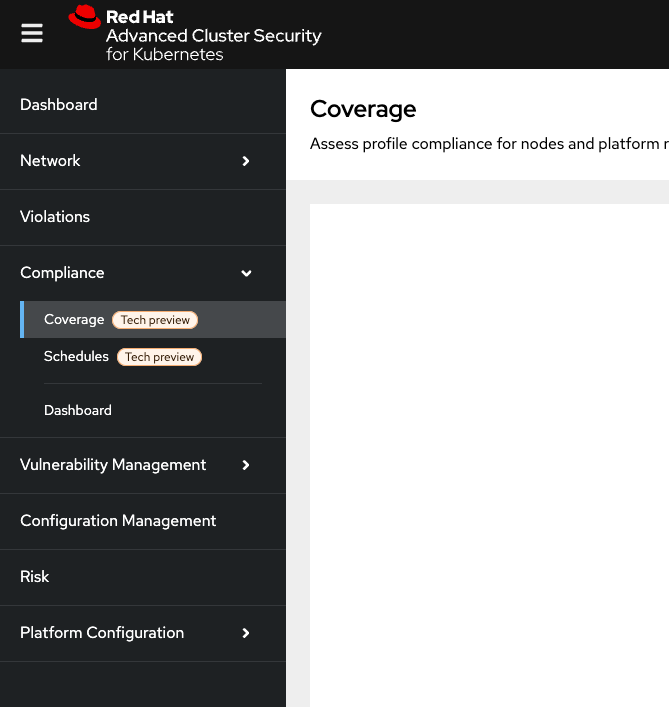 Red Hat
Advanced Cluster Security
for Kubernetes
Dashboard
Network
Violations
Compliance
Coverage Tech preview
Schedules Tech preview
Dashboard
Vulnerability Management
Configuration Management
Risk
Platform Configuration
Coverage
Assess profile compliance for nodes and platform